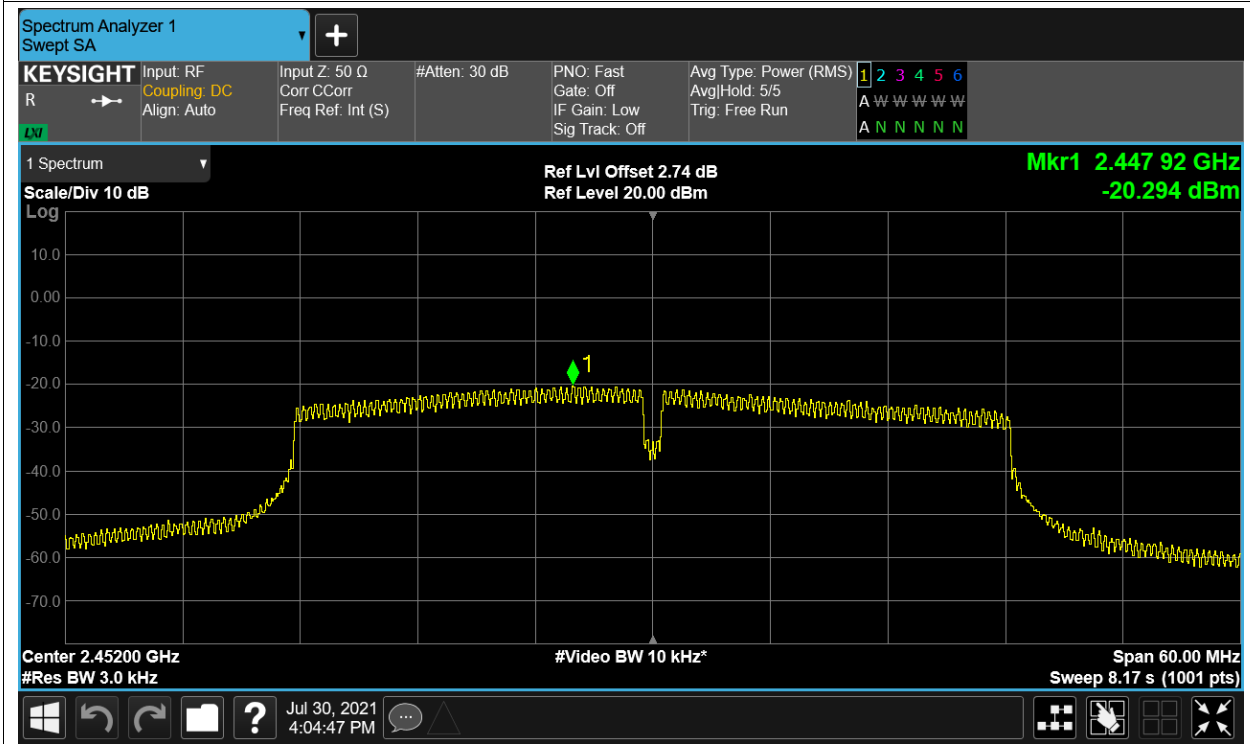 Spectrum Analyzer 1
Swept SA
+
KEYSIGHT
R
LXI
Input: RF
Coupling: DC
Align: Auto
Input Z: 50 Ω
Corr CCorr
Freq Ref: Int (S)
#Atten: 30 dB
PNO: Fast
Gate: Off
IF Gain: Low
Sig Track: Off
Avg Type: Power (RMS)
Avg|Hold: 5/5
Trig: Free Run
1 2 3 4 5 6
A W W W W W
A N N N N N
1 Spectrum
Scale/Div 10 dB
Log
Ref Lvl Offset 2.74 dB
Ref Level 20.00 dBm
Mkr1 2.447 92 GHz
-20.294 dBm
10.0
0.00
-10.0
1
-20.0
-30.0
-40.0
-50.0
-60.0
-70.0
Center 2.45200 GHz
#Res BW 3.0 kHz
#Video BW 10 kHz*
Span 60.00 MHz
Sweep 8.17 s (1001 pts)
?
Jul 30, 2021
4:04:47 PM